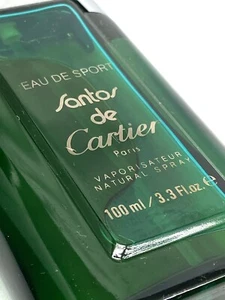 EAU DE SPORT
Santos
de
Cartier
Paris
VAPORISATEUR
NATURAL SPRAY
100 ml / 3.3 Fl.oz. e